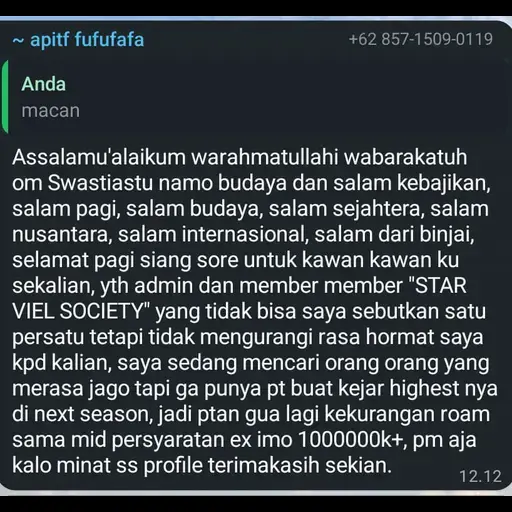 ~ apitf fufufafa +62 857-1509-0119
Anda
macan
Assalamu'alaikum warahmatullahi wabarakatuh
om Swastiastu namo budaya dan salam kebajikan,
salam pagi, salam budaya, salam sejahtera, salam
nusantara, salam internasional, salam dari binjai,
selamat pagi siang sore untuk kawan kawan ku
sekalian, yth admin dan member member "STAR
VIEL SOCIETY" yang tidak bisa saya sebutkan satu
persatu tetapi tidak mengurangi rasa hormat saya
kpd kalian, saya sedang mencari orang orang yang
merasa jago tapi ga punya pt buat kejar highest nya
di next season, jadi ptan gua lagi kekurangan roam
sama mid persyaratan ex imo 1000000k+, pm aja
kalo minat ss profile terimakasih sekian.
12.12